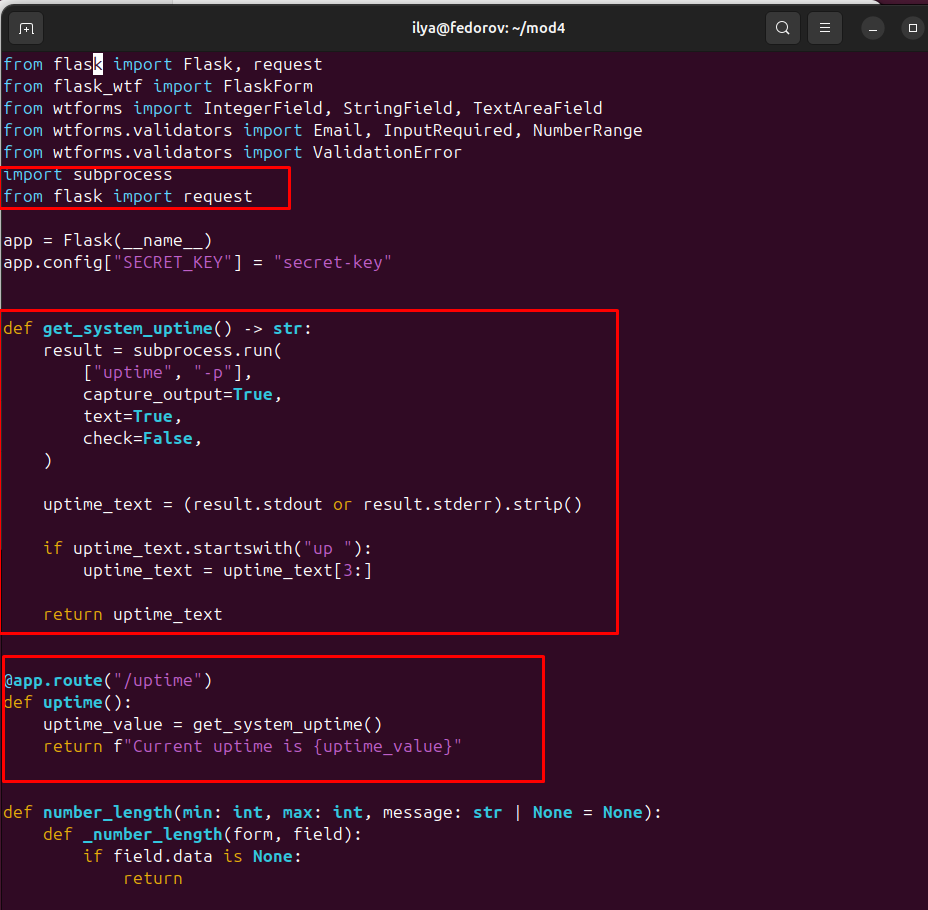 ilya@fedorov: ~/mod4
from flask import Flask, request
from flask_wtf import FlaskForm
from wtforms import IntegerField, StringField, TextAreaField
from wtforms.validators import Email, InputRequired, NumberRange
from wtforms.validators import ValidationError
import subprocess
from flask import request

app = Flask(__name__)
app.config["SECRET_KEY"] = "secret-key"


def get_system_uptime() -> str:
    result = subprocess.run(
        ["uptime", "-p"],
        capture_output=True,
        text=True,
        check=False,
    )

    uptime_text = (result.stdout or result.stderr).strip()

    if uptime_text.startswith("up "):
        uptime_text = uptime_text[3:]

    return uptime_text


@app.route("/uptime")
def uptime():
    uptime_value = get_system_uptime()
    return f"Current uptime is {uptime_value}"


def number_length(min: int, max: int, message: str | None = None):
    def _number_length(form, field):
        if field.data is None:
            return